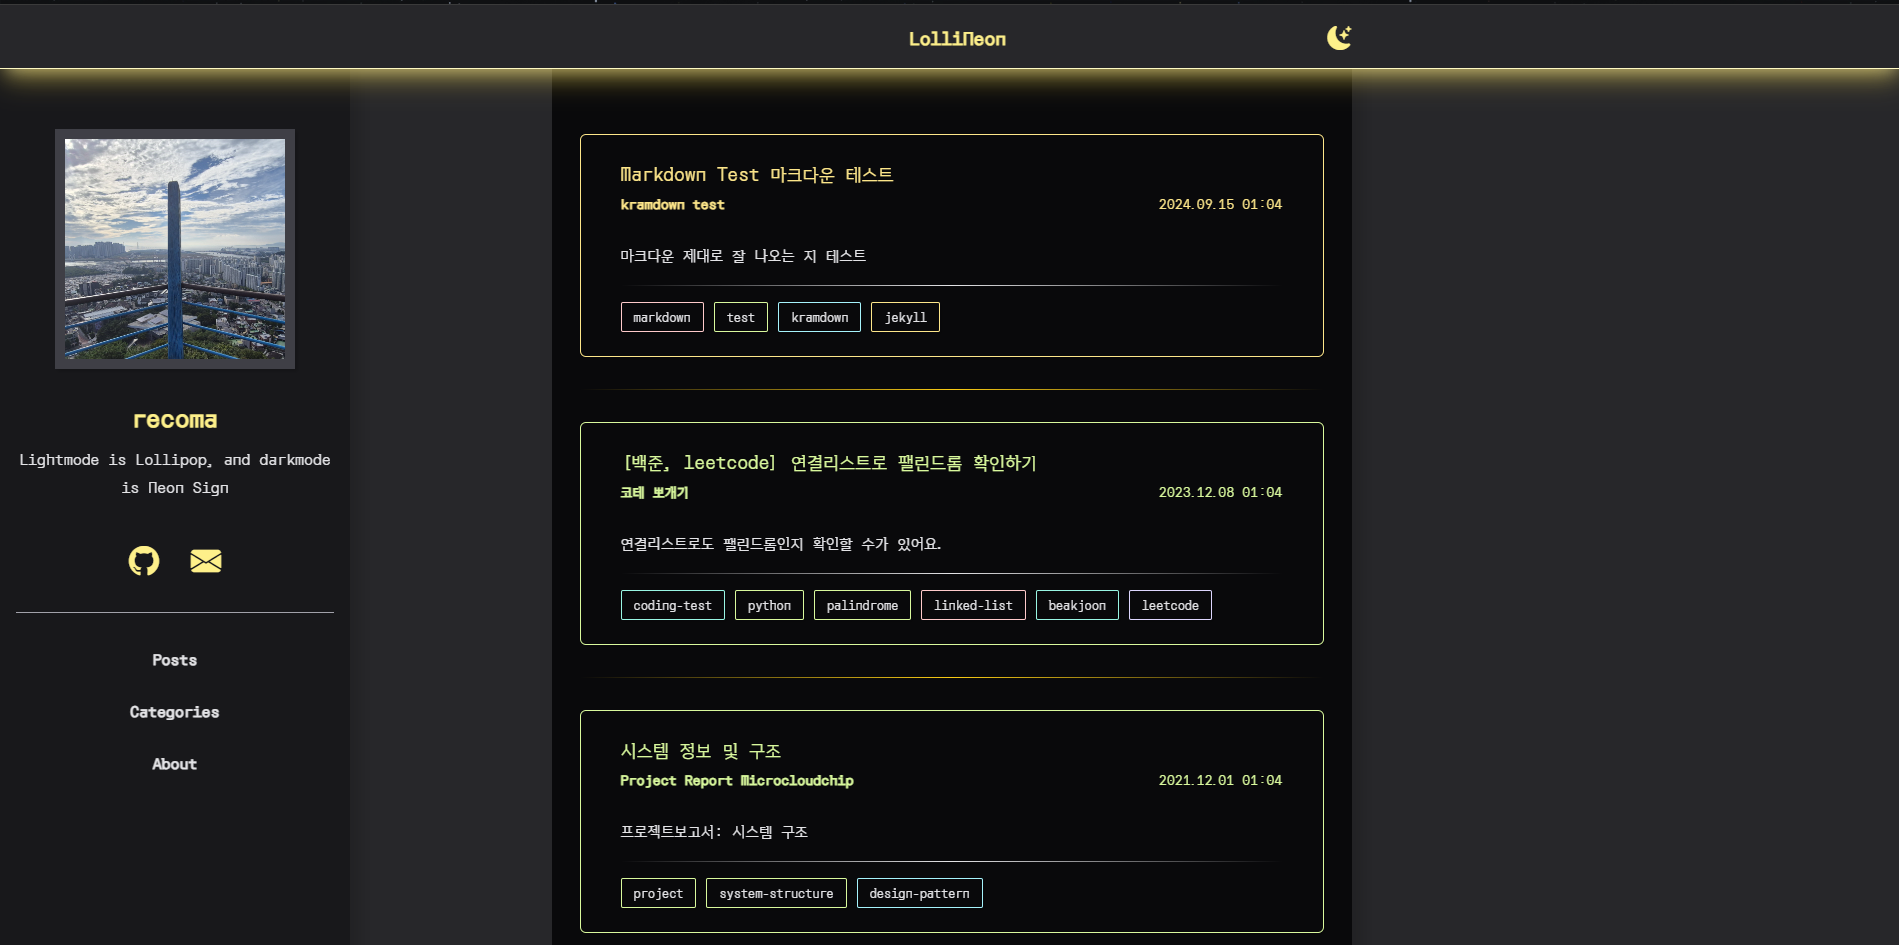 LolliNeon
recoma
Lightmode is Lollipop, and darkmode
is Neon Sign
Posts
Categories
About
Markdown Test 마크다운 테스트
kramdown test 2024.09.15 01:04
마크다운 제대로 잘 나오는 지 테스트
markdown test kramdown jekyll
[백준, leetcode] 연결리스트로 팰린드롬 확인하기
코테 뽀개기 2023.12.08 01:04
연결리스트로도 팰린드롬인지 확인할 수가 있어요.
coding-test python palindrome linked-list beakjoon leetcode
시스템 정보 및 구조
Project Report Microcloudchip 2021.12.01 01:04
프로젝트보고서: 시스템 구조
project system-structure design-pattern